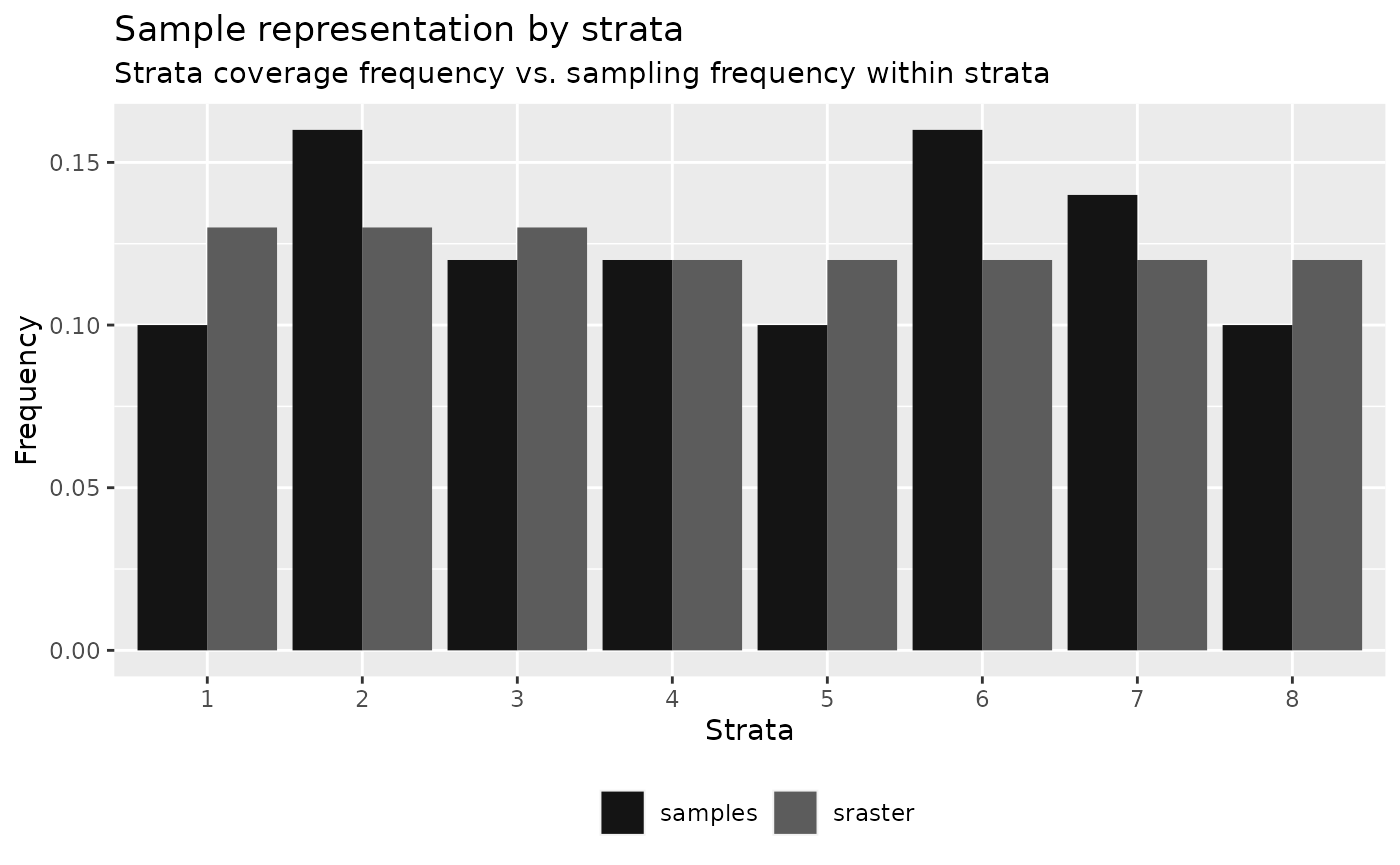 Sample representation by strata
Strata coverage frequency vs. sampling frequency within strata
Frequency
0.15
0.10
0.05
0.00
1 2 3 4 5 6 7 8
Strata
samples sraster